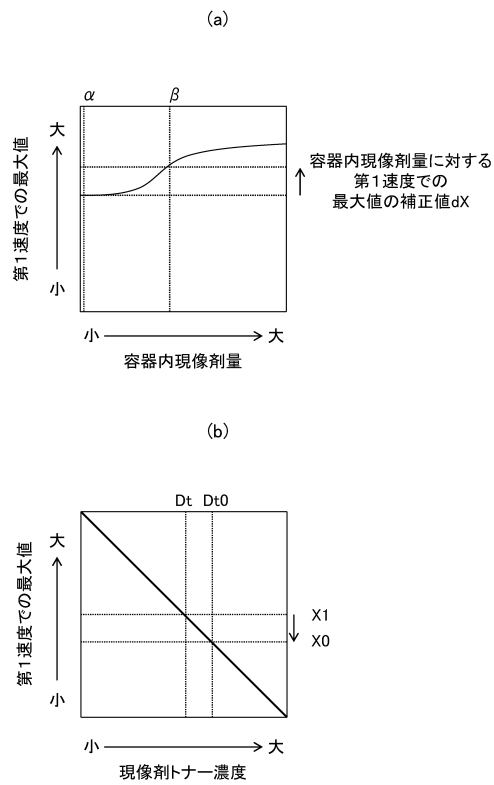 (a)
α
β
大
第1速度での最大値
小
容器内現像剤量に対する
第1速度での
最大値の補正値dX
小
大
容器内現像剤量
(b)
Dt
Dt0
大
第1速度での最大値
小
X1
X0
小
大
現像剤トナー濃度